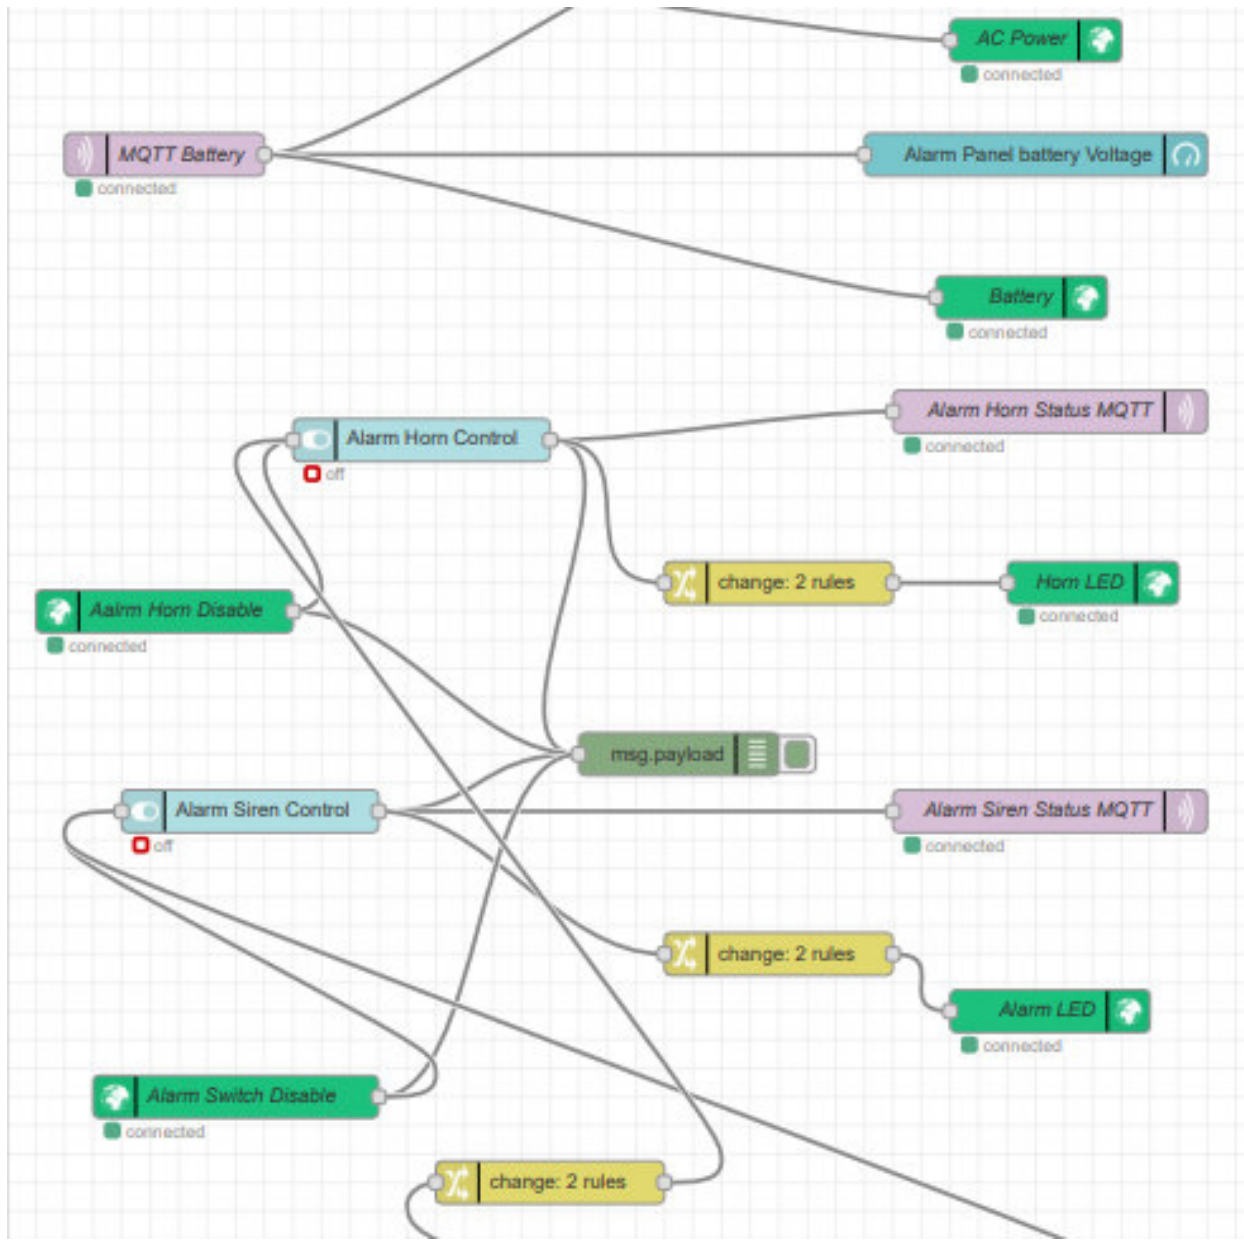 AC Power
connected
MQTT Battery
connected
Alarm Panel battery Voltage
Battery
connected
Alarm Horn Status MQTT
connected
Alarm Horn Control
off
change: 2 rules
Horn LED
connected
Aalrm Horn Disable
connected
msg.payload
Alarm Siren Control
off
Alarm Siren Status MQTT
connected
change: 2 rules
Alarm LED
connected
Alarm Switch Disable
connected
change: 2 rules